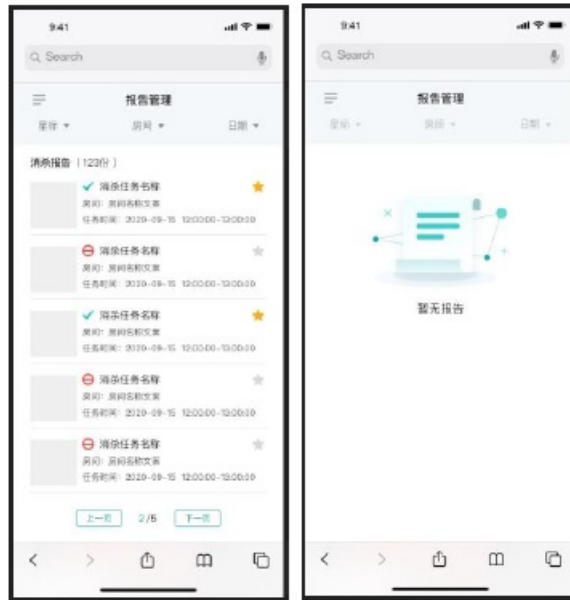 9:41
Search
报告管理
星标 房间 日期
消杀报告（123份）
消杀任务名称
房间：房间名称文案
任务时间：2020-09-15 12:00:00-13:00:00
消杀任务名称
房间：房间名称文案
任务时间：2020-09-15 12:00:00-13:00:00
消杀任务名称
房间：房间名称文案
任务时间：2020-09-15 12:00:00-13:00:00
消杀任务名称
房间：房间名称文案
任务时间：2020-09-15 12:00:00-13:00:00
消杀任务名称
房间：房间名称文案
任务时间：2020-09-15 12:00:00-13:00:00
上一页 2/5 下一页
9:41
Search
报告管理
星标 房间 日期
暂无报告